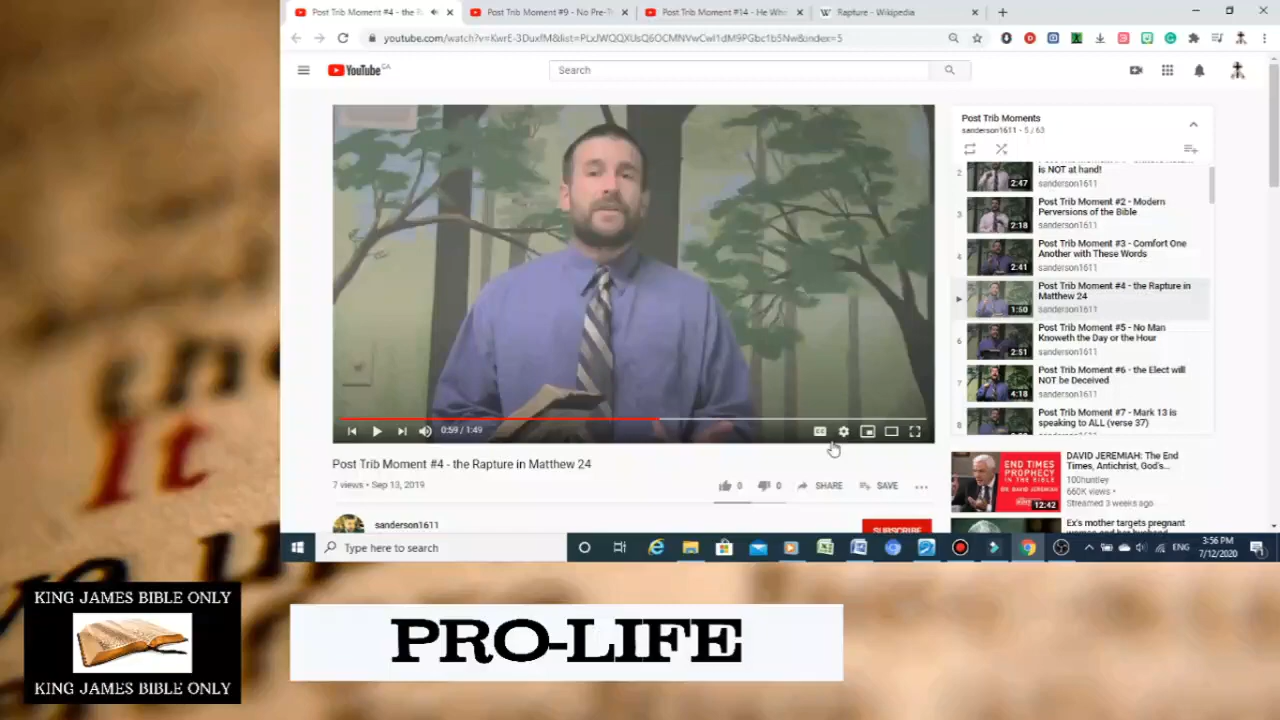 Post Trib Moment #4 - the R
Post Trib Moment #9 - No Pre-T
Post Trib Moment #14 - He Wh
Rapture - Wikipedia
youtube.com/watch?v=KwrE-3DuxfM&list=PLxJWQQXUsQ6OCMNVwCwI1dM9PGbc1b5Nw&index=5
YouTube CA
Search
Post Trib Moments
sanderson1611 - 5 / 63
2
is NOT at hand!
sanderson1611
2:47
3
Post Trib Moment #2 - Modern
Perversions of the Bible
sanderson1611
2:18
4
Post Trib Moment #3 - Comfort One
Another with These Words
sanderson1611
2:41
Post Trib Moment #4 - the Rapture in
Matthew 24
sanderson1611
1:50
6
Post Trib Moment #5 - No Man
Knoweth the Day or the Hour
sanderson1611
2:51
7
Post Trib Moment #6 - the Elect will
NOT be Deceived
sanderson1611
4:18
8
Post Trib Moment #7 - Mark 13 is
speaking to ALL (verse 37)
0:59 / 1:49
Post Trib Moment #4 - the Rapture in Matthew 24
7 views • Sep 13, 2019
0
0
SHARE
SAVE
sanderson1611
SUBSCRIBE
END TIMES
PROPHECY
IN THE BIBLE
DR. DAVID JEREMIAH
12:42
DAVID JEREMIAH: The End
Times, Antichrist, God's...
100huntley
660K views •
Streamed 3 weeks ago
Ex's mother targets pregnant
Type here to search
ENG
3:56 PM
7/12/2020
It
KING JAMES BIBLE ONLY
KING JAMES BIBLE ONLY
PRO-LIFE